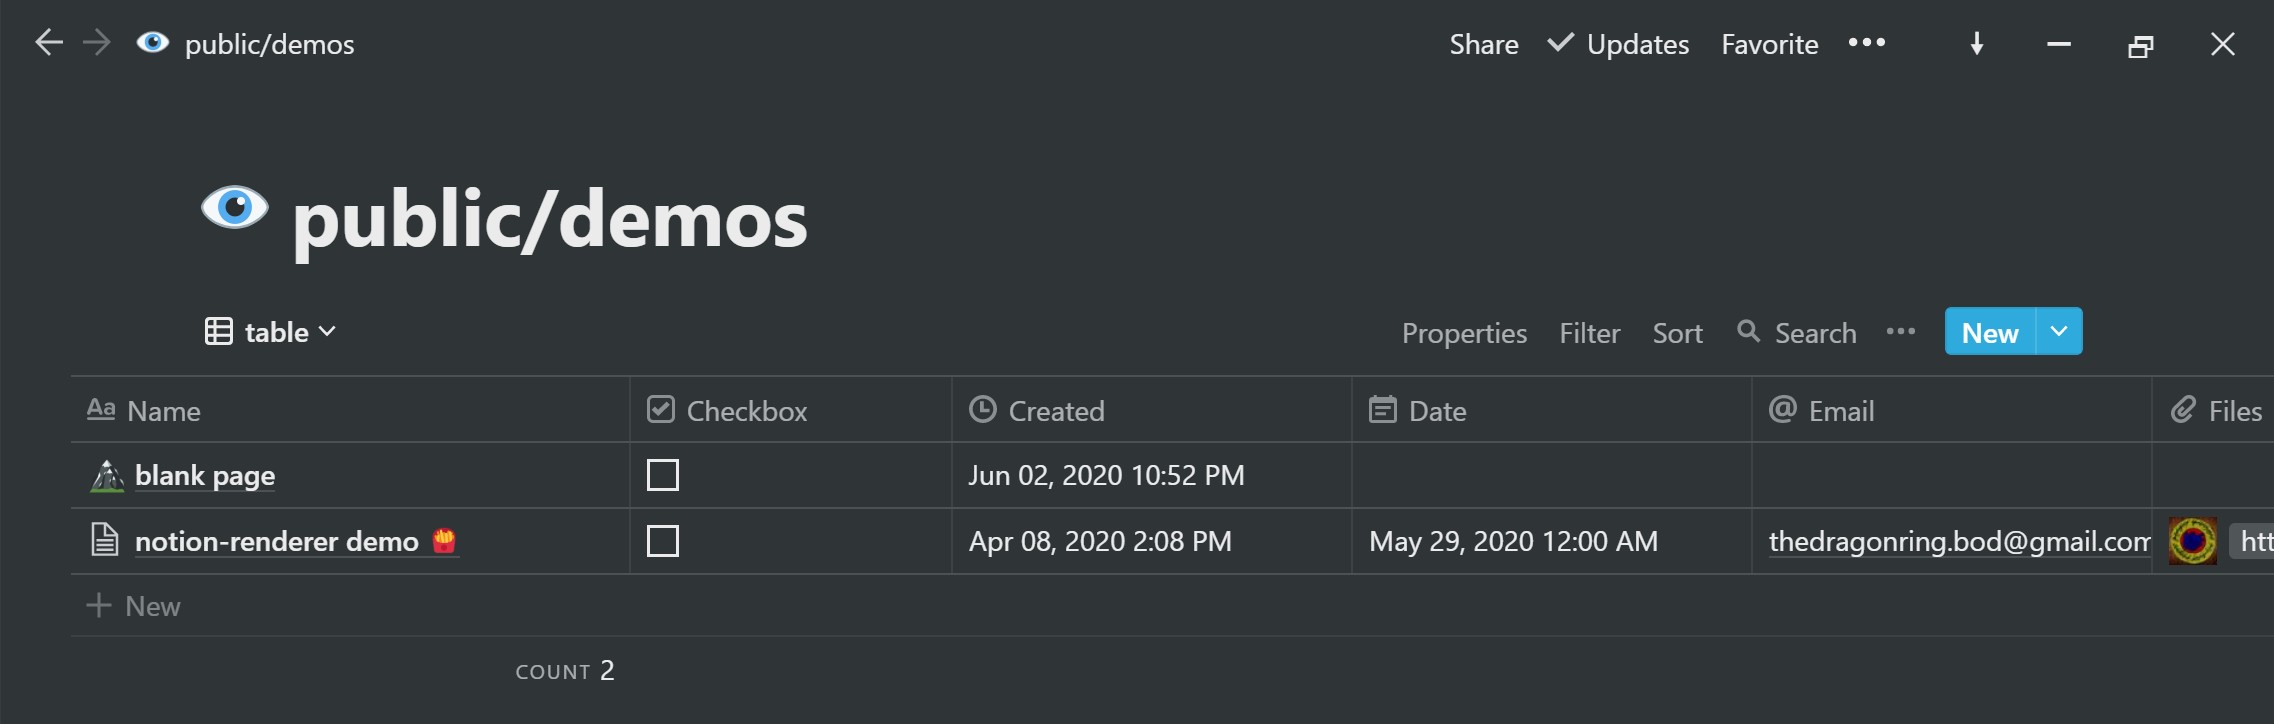 public/demos Share Updates Favorite
public/demos
table Properties Filter Sort Search New
Aa Name Checkbox Created Date @ Email Files
blank page Jun 02, 2020 10:52 PM
notion-renderer demo Apr 08, 2020 2:08 PM May 29, 2020 12:00 AM thedragonring.bod@gmail.com htt
+ New
COUNT 2